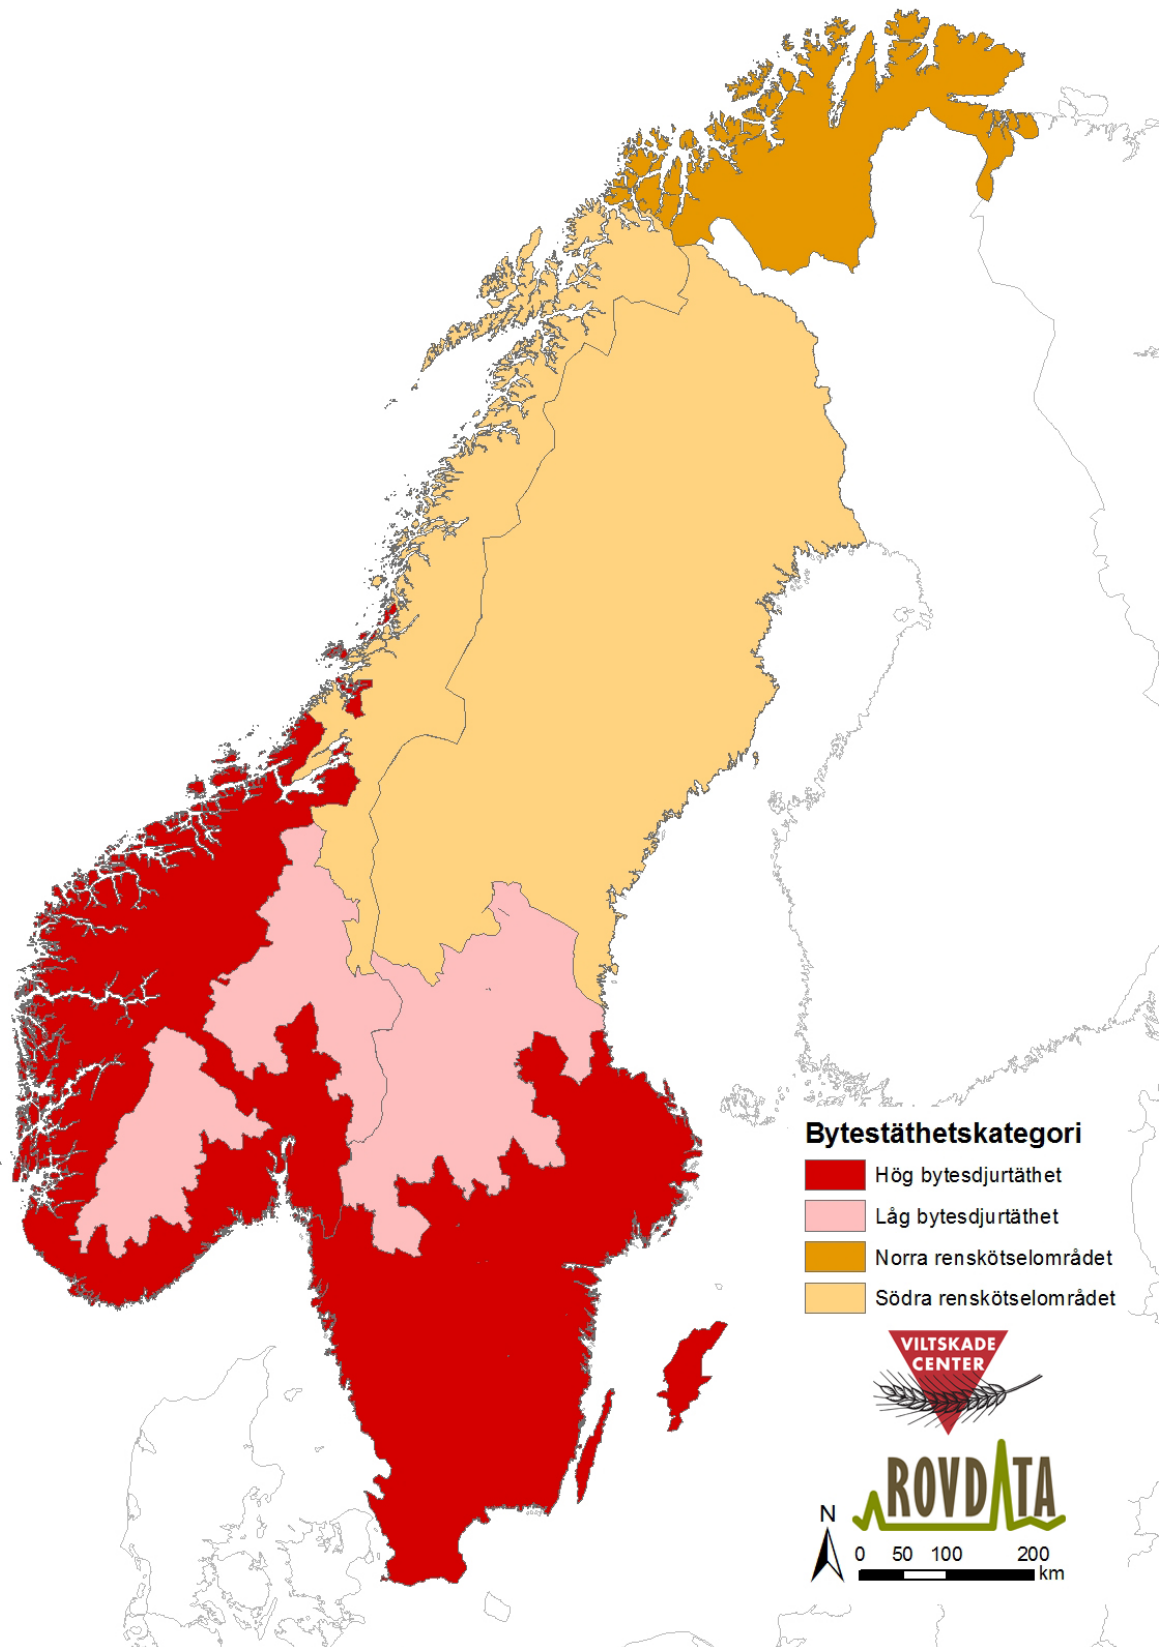 Bytestäthetskategori
Hög bytesdjurtäthet
Låg bytesdjurtäthet
Norra renskötselområdet
Södra renskötselområdet
VILTSKADE
CENTER
ROVDATA
N
0 50 100 200
km